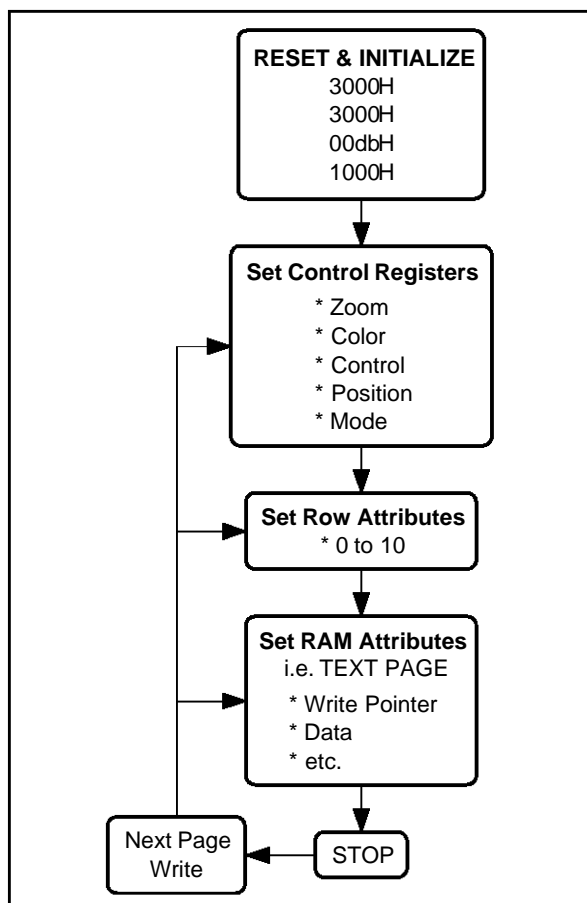 RESET & INITIALIZE
3000H
3000H
00dbH
1000H
Set Control Registers
* Zoom
* Color
* Control
* Position
* Mode
Set Row Attributes
* 0 to 10
Set RAM Attributes
i.e. TEXT PAGE
* Write Pointer
* Data
* etc.
Next Page
Write
STOP